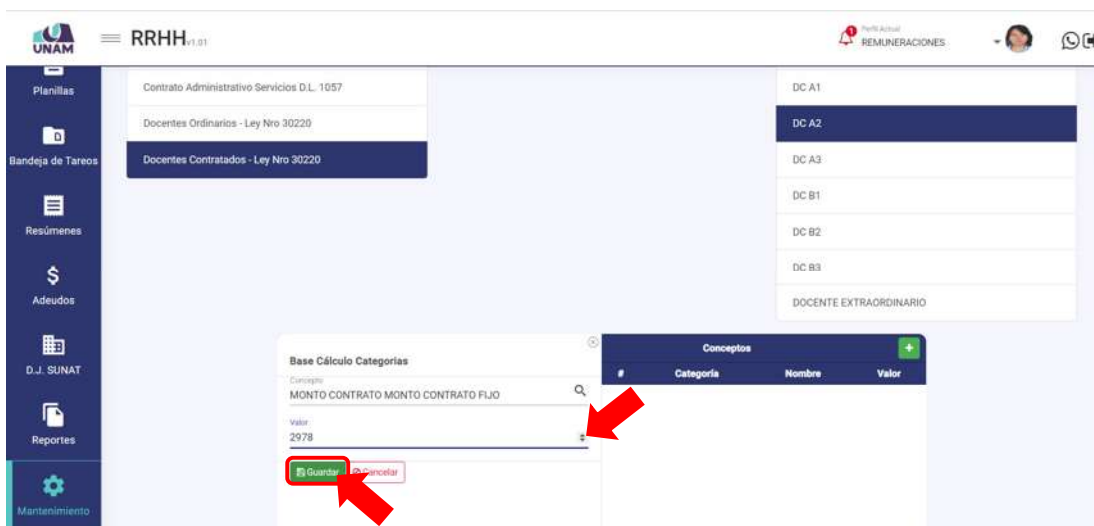 UNAM
RRHH v1.01
1
Perfil Actual
REMUNERACIONES
Planillas
Bandeja de Tareos
Resúmenes
Adeudos
D.J. SUNAT
Reportes
Mantenimiento
Contrato Administrativo Servicios D.L. 1057
Docentes Ordinarios - Ley Nro 30220
Docentes Contratados - Ley Nro 30220
DC A1
DC A2
DC A3
DC B1
DC B2
DC B3
DOCENTE EXTRAORDINARIO
Base Cálculo Categorías
Concepto
MONTO CONTRATO MONTO CONTRATO FIJO
Valor
2978
Guardar
Cancelar
Conceptos
+
# Categoría Nombre Valor